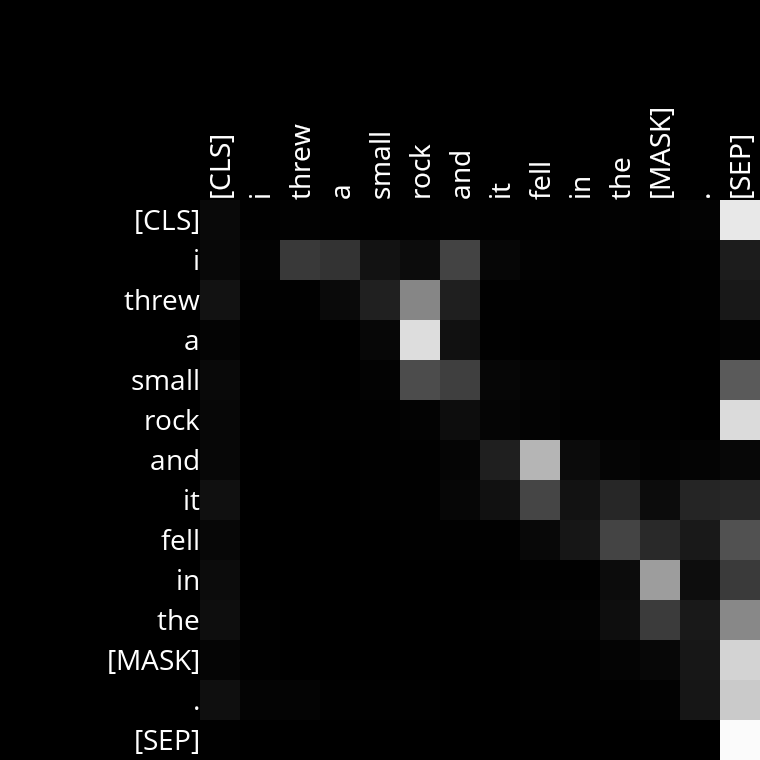 [CLS] i threw a small rock and it fell in the [MASK] . [SEP]
[CLS]
i
threw
a
small
rock
and
it
fell
in
the
[MASK]
.
[SEP]